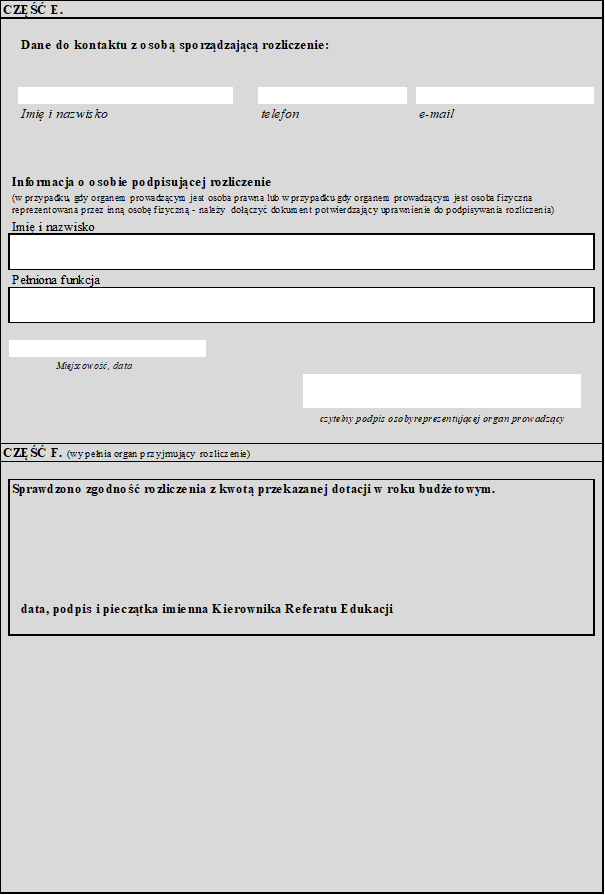 CZĘŚĆ E.
Dane do kontaktu z osobą sporządzającą rozliczenie:
Imię i nazwisko telefon e-mail
Informacja o osobie podpisującej rozliczenie
(w przypadku, gdy organem prowadzącym jest osoba prawna lub w przypadku gdy organem prowadzącym jest osoba fizyczna
reprezentowana przez inną osobę fizyczną - należy dołączyć dokument potwierdzający uprawnienie do podpisywania rozliczenia)
Imię i nazwisko
Pełniona funkcja
Miejscowość, data
czytelny podpis osobyreprezentującej organ prowadzący
CZĘŚĆ F. (wypełnia organ przyjmujący rozliczenie)
Sprawdzono zgodność rozliczenia z kwotą przekazanej dotacji w roku budżetowym.
data, podpis i pieczątka imienna Kierownika Referatu Edukacji